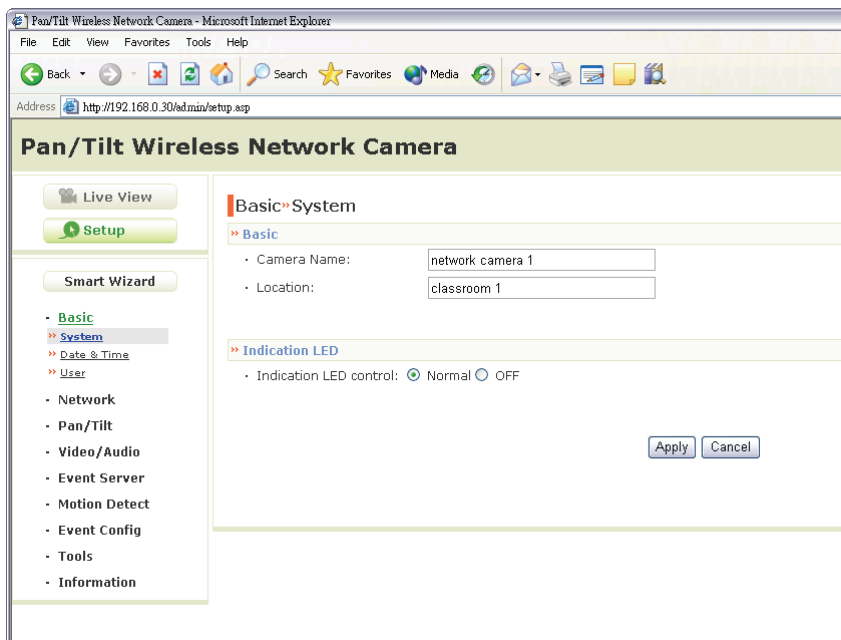 Pan/Tilt Wireless Network Camera - Microsoft Internet Explorer
File Edit View Favorites Tools Help
Back Search Favorites Media
Address http://192.168.0.30/admin/setup.asp
Pan/Tilt Wireless Network Camera
Live View
Setup
Smart Wizard
· Basic
» System
» Date & Time
» User
· Network
· Pan/Tilt
· Video/Audio
· Event Server
· Motion Detect
· Event Config
· Tools
· Information
Basic»System
» Basic
· Camera Name: network camera 1
· Location: classroom 1
» Indication LED
· Indication LED control: Normal OFF
Apply Cancel